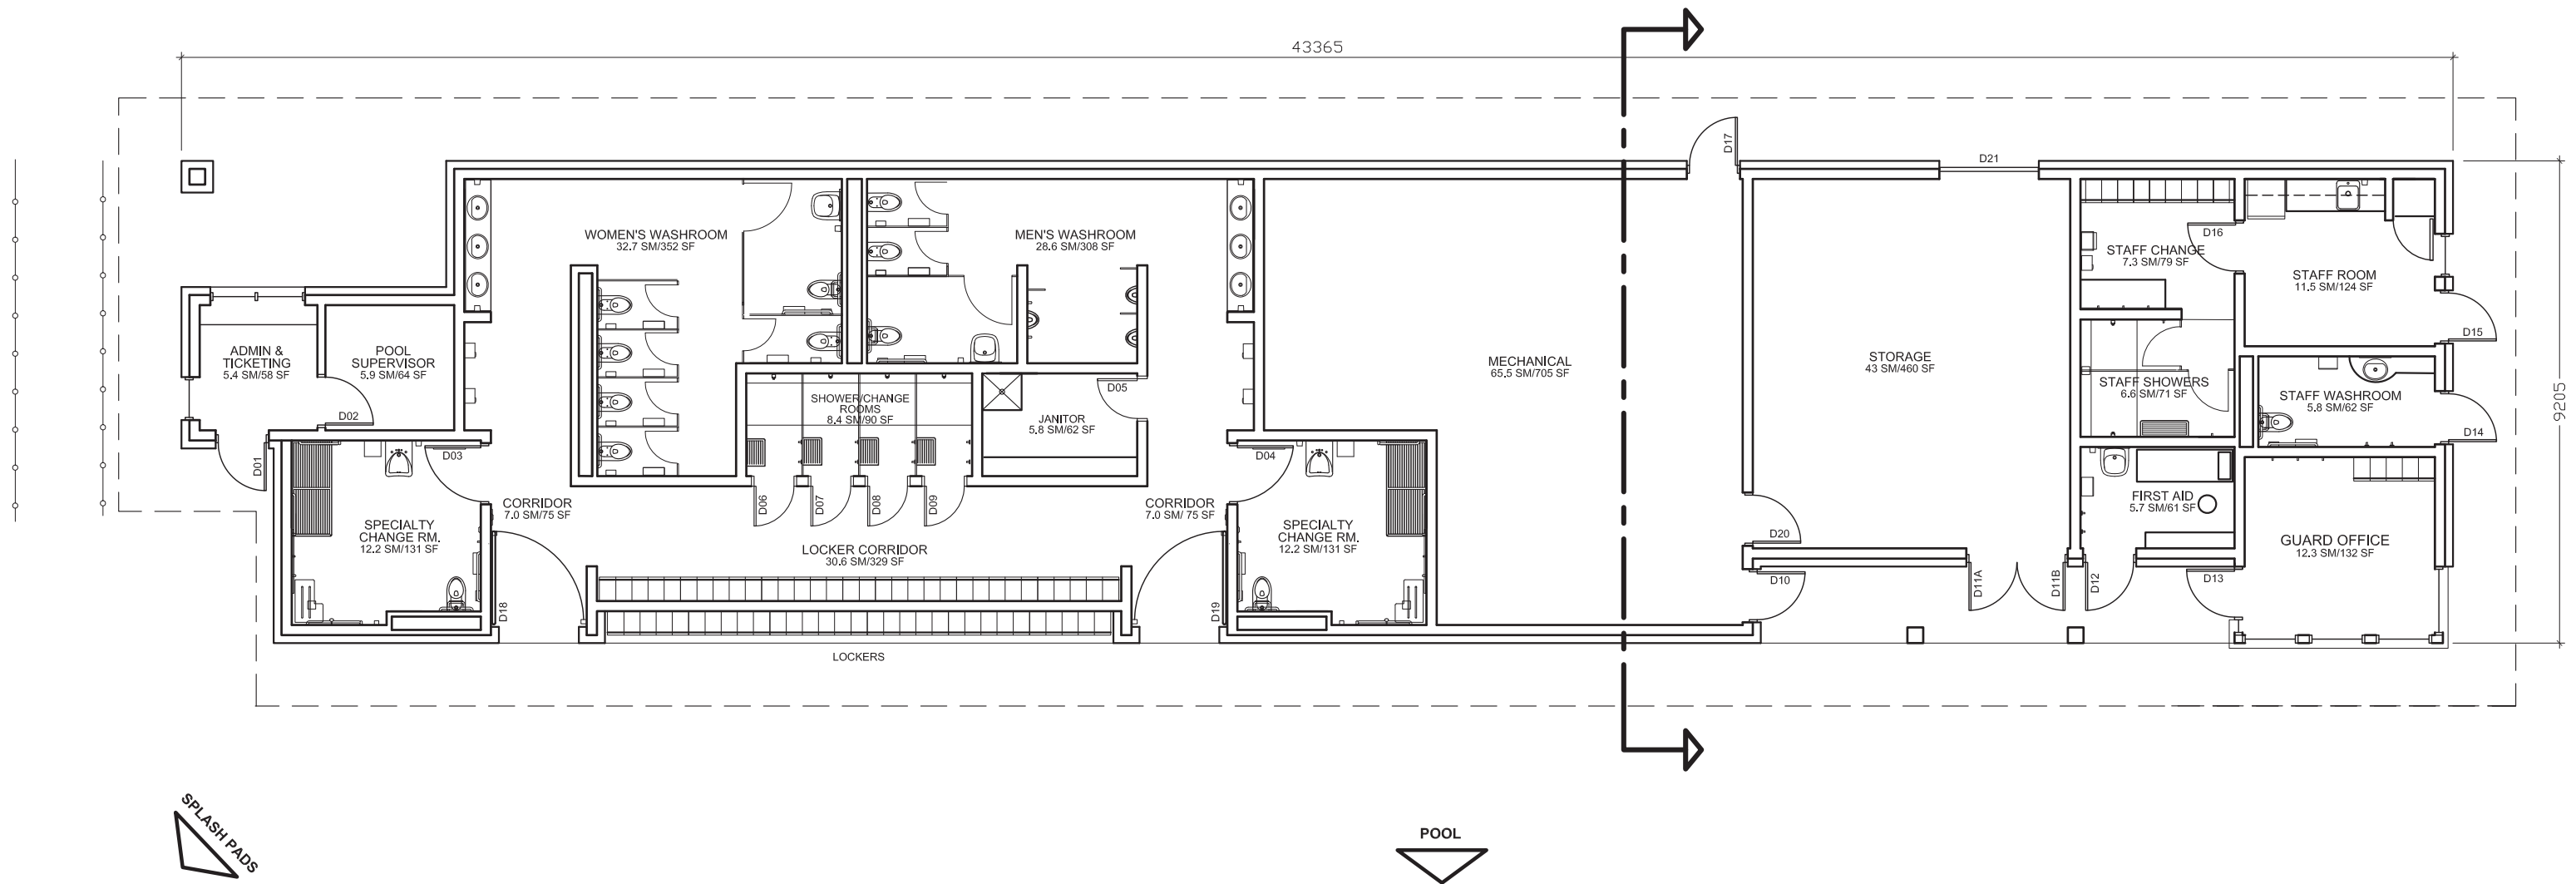 43365
D17
D21
WOMEN'S WASHROOM
32.7 SM/352 SF
MEN'S WASHROOM
28.6 SM/308 SF
D16
STAFF CHANGE
7.3 SM/79 SF
STAFF ROOM
11.5 SM/124 SF
D15
ADMIN &
TICKETING
5.4 SM/58 SF
POOL
SUPERVISOR
5.9 SM/64 SF
D02
MECHANICAL
65.5 SM/705 SF
STORAGE
43 SM/460 SF
STAFF SHOWERS
6.6 SM/71 SF
STAFF WASHROOM
5.8 SM/62 SF
9205
SHOWER/CHANGE
ROOMS
8.4 SM/90 SF
D05
JANITOR
5.8 SM/62 SF
D14
D01
D03
D04
CORRIDOR
7.0 SM/75 SF
D06
D07
D08
D09
CORRIDOR
7.0 SM/ 75 SF
FIRST AID
5.7 SM/61 SF
SPECIALTY
CHANGE RM.
12.2 SM/131 SF
SPECIALTY
CHANGE RM.
12.2 SM/131 SF
D20
GUARD OFFICE
12.3 SM/132 SF
LOCKER CORRIDOR
30.6 SM/329 SF
D10
D11A
D11B
D12
D13
D18
D19
LOCKERS
SPLASH PADS
POOL